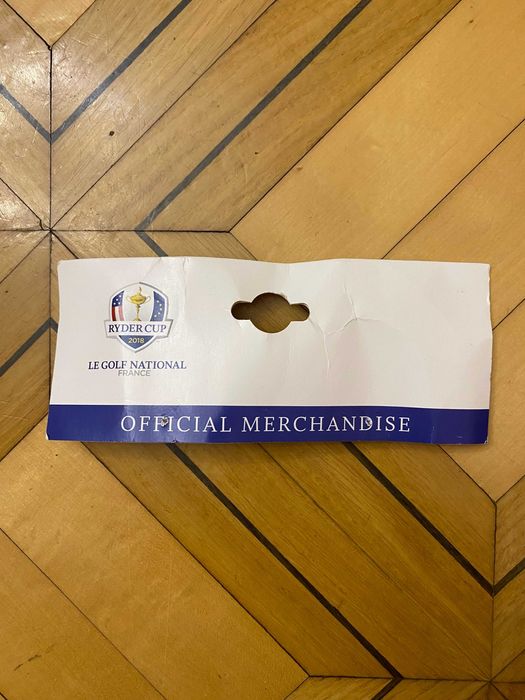 RYDER CUP
2018
LE GOLF NATIONAL
FRANCE
OFFICIAL MERCHANDISE